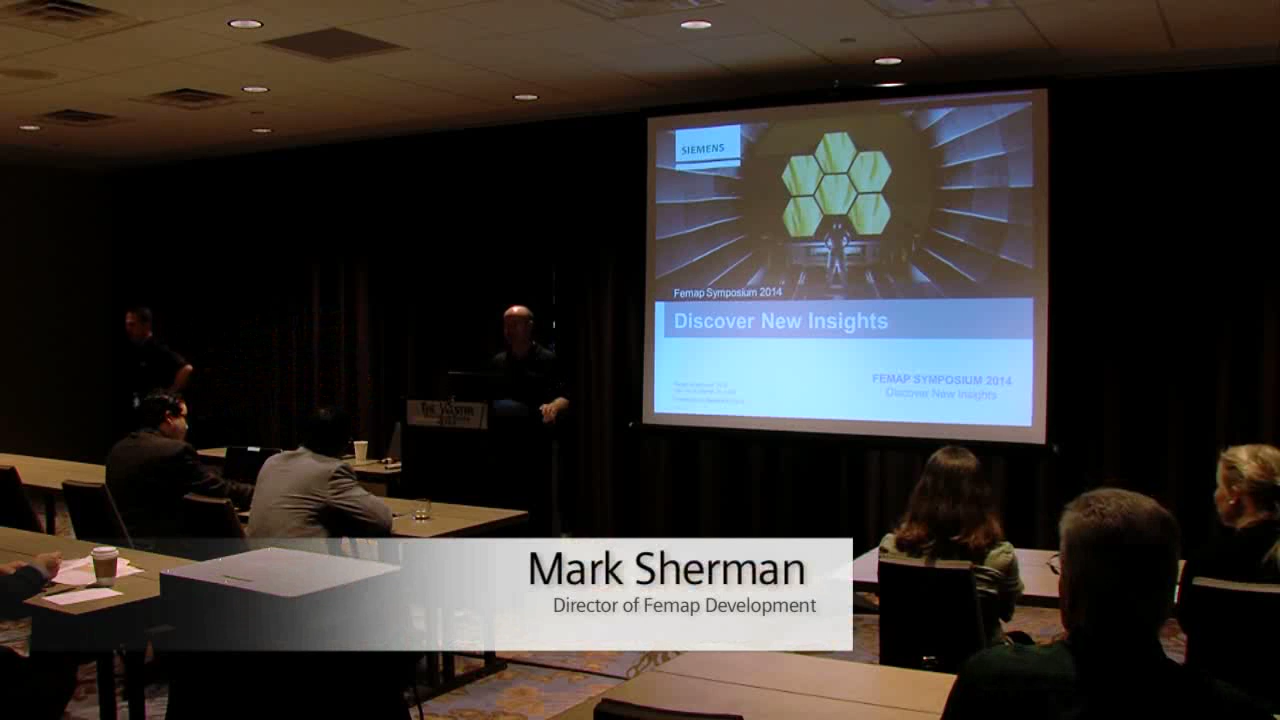 SIEMENS
Femap Symposium 2014
Discover New Insights
FEMAP SYMPOSIUM 2014
Discover New Insights
Mark Sherman
Director of Femap Development